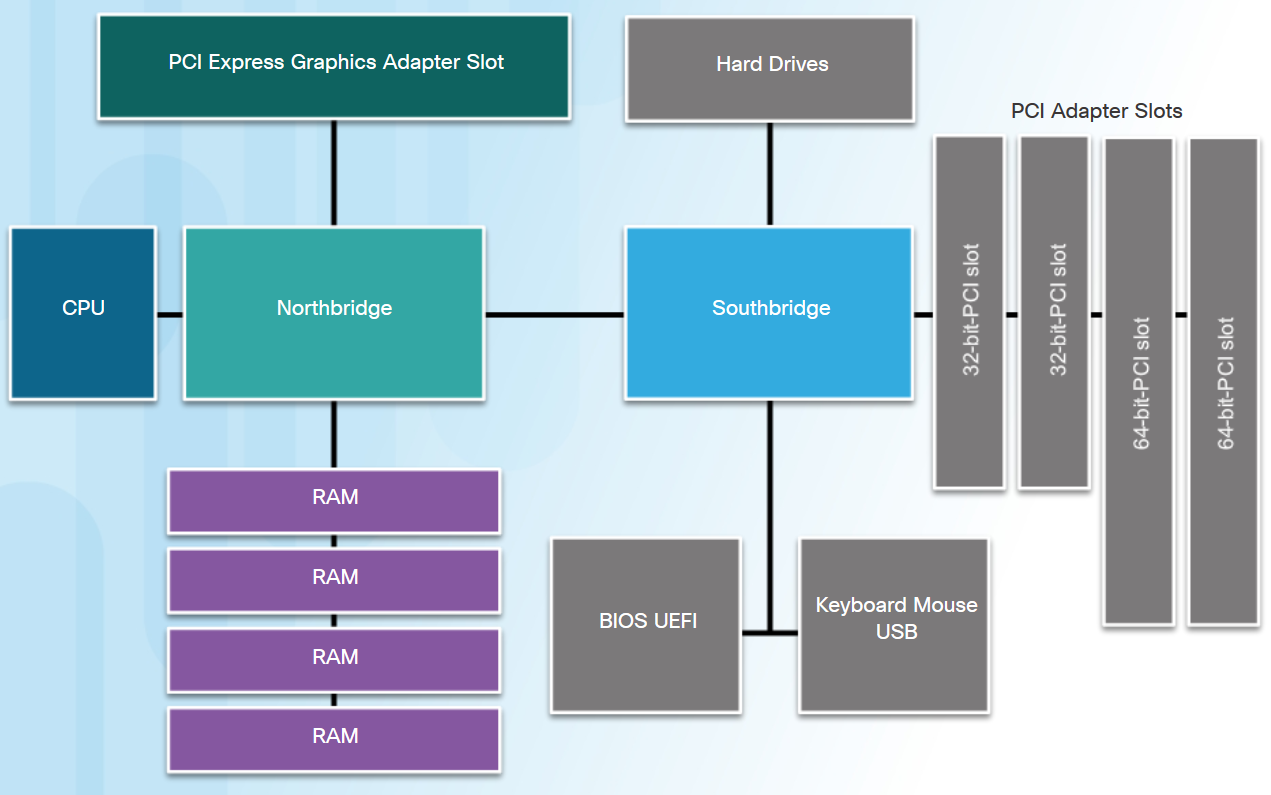 PCI Express Graphics Adapter Slot
Hard Drives
PCI Adapter Slots
CPU
Northbridge
Southbridge
32-bit-PCI slot
32-bit-PCI slot
64-bit-PCI slot
64-bit-PCI slot
RAM
RAM
RAM
RAM
BIOS UEFI
Keyboard Mouse
USB